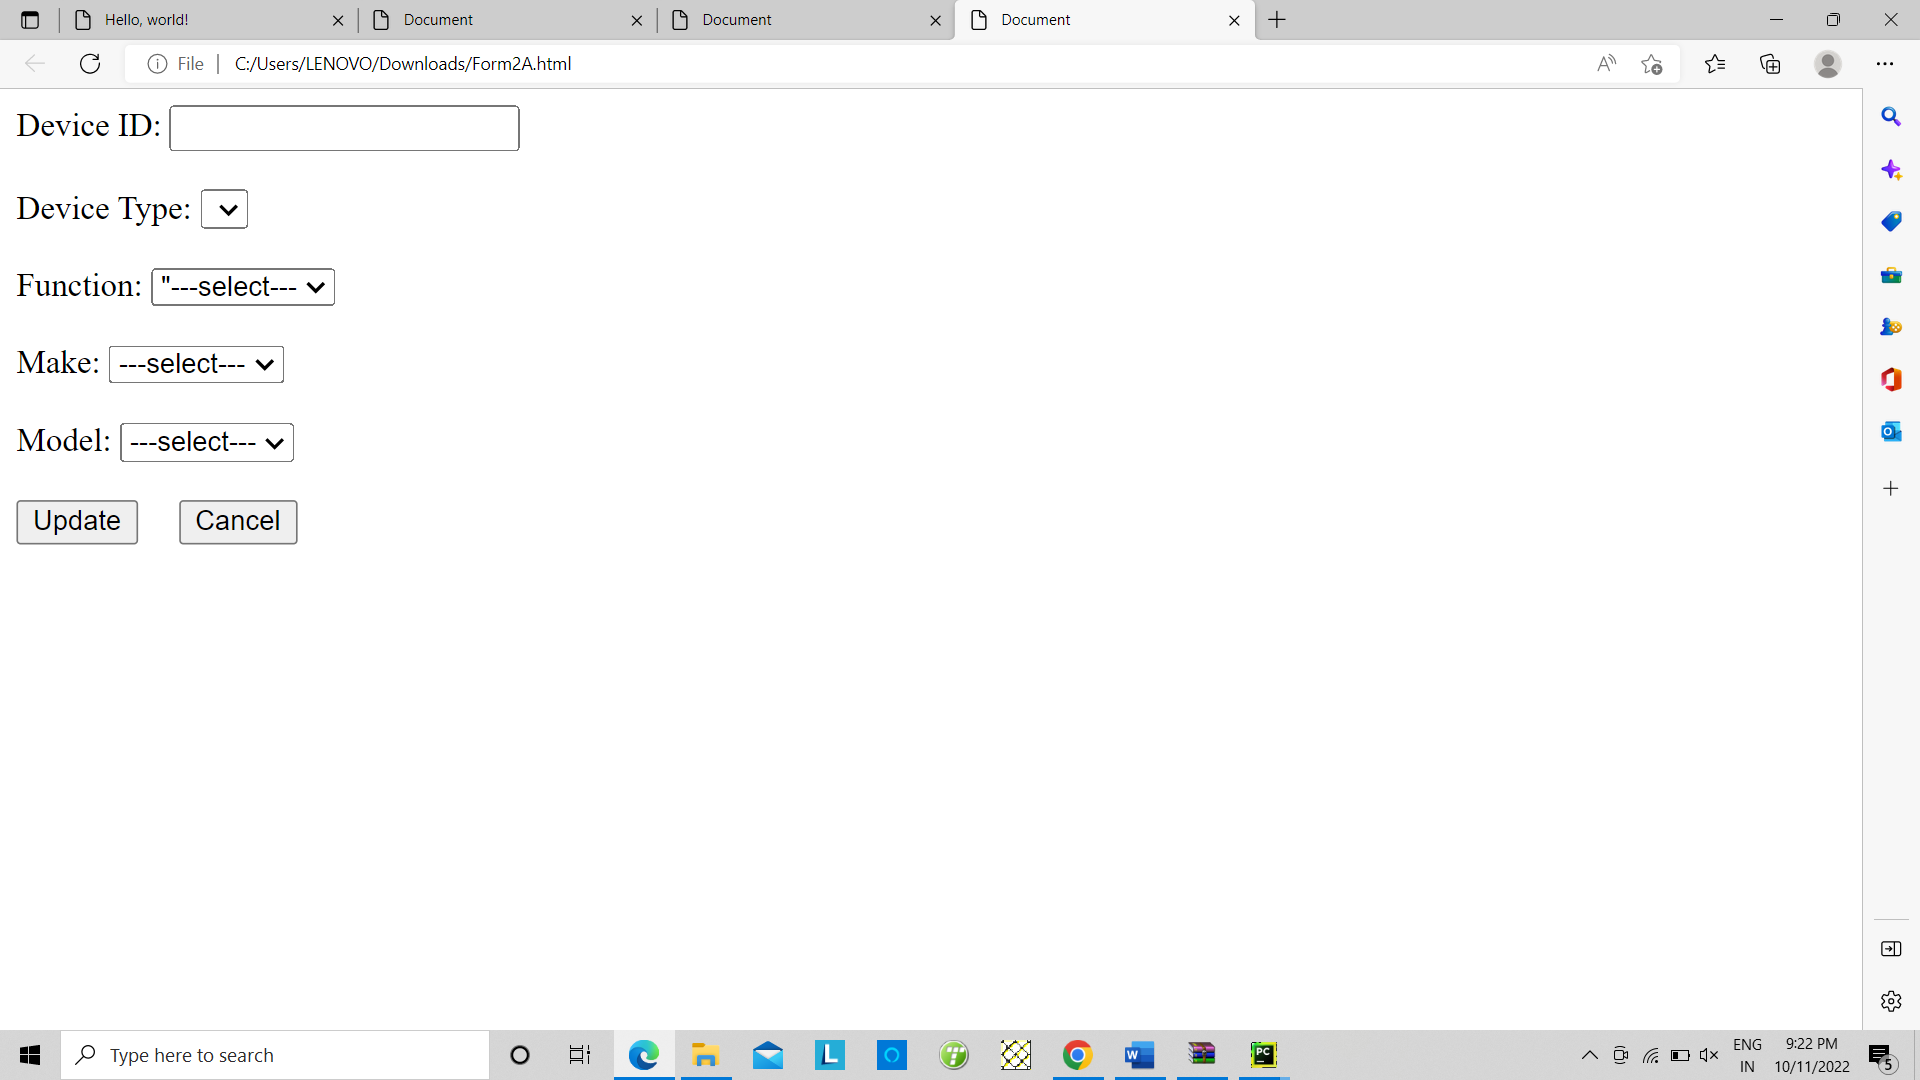 Hello, world!
Document
Document
Document
File
C:/Users/LENOVO/Downloads/Form2A.html
Device ID:
Device Type:
Function: "---select---
Make: ---select---
Model: ---select---
Update Cancel
Type here to search
ENG
IN
9:22 PM
10/11/2022
5